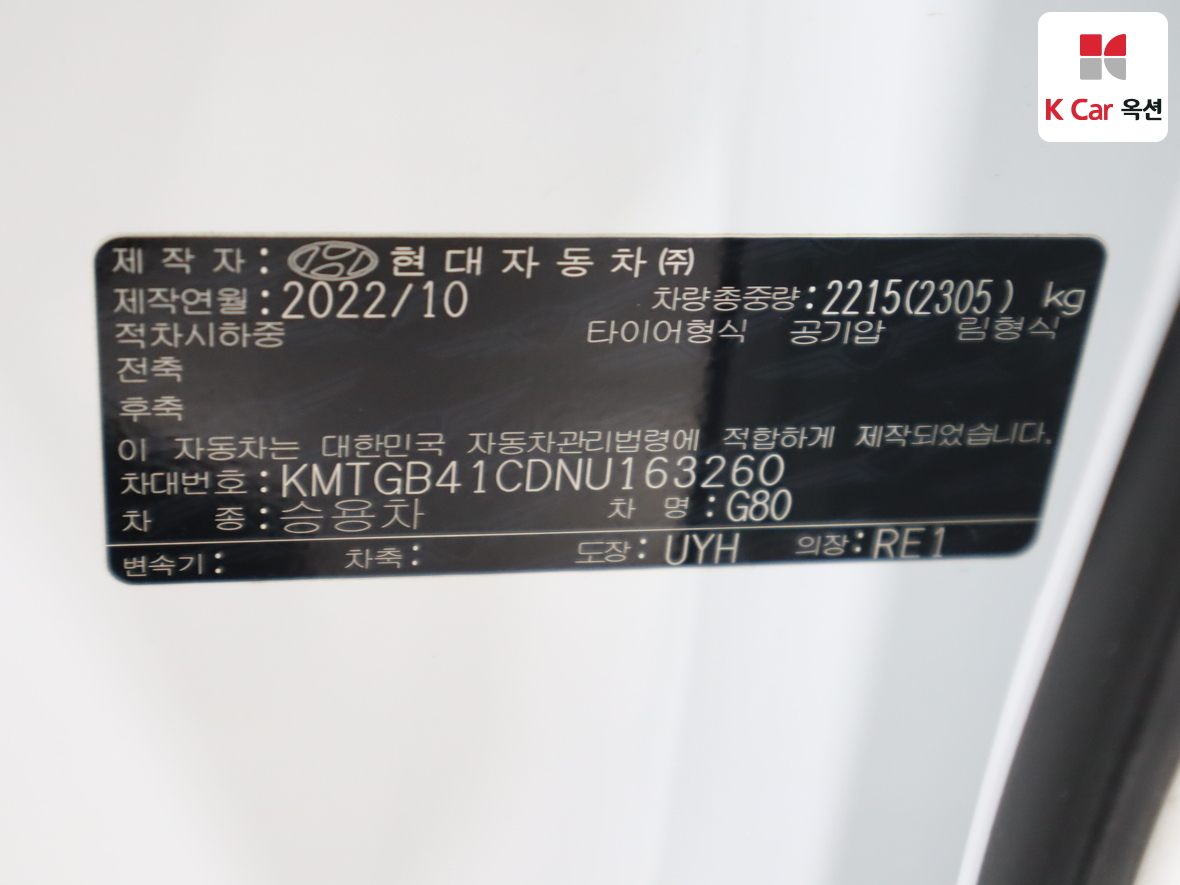 K Car 옥션
제 작 자 : 현 대 자 동 차 ㈜
제작연월 : 2022/10 차량총중량 : 2215(2305) kg
적차시하중 타이어형식 공기압 림형식
전축
후축
이 자동차는 대한민국 자동차관리법령에 적합하게 제작되었습니다.
차대번호 : KMTGB41CDNU163260
차 종 : 승용차 차 명 : G80
변속기 : 차축 : 도장 : UYH 의장 : RE1